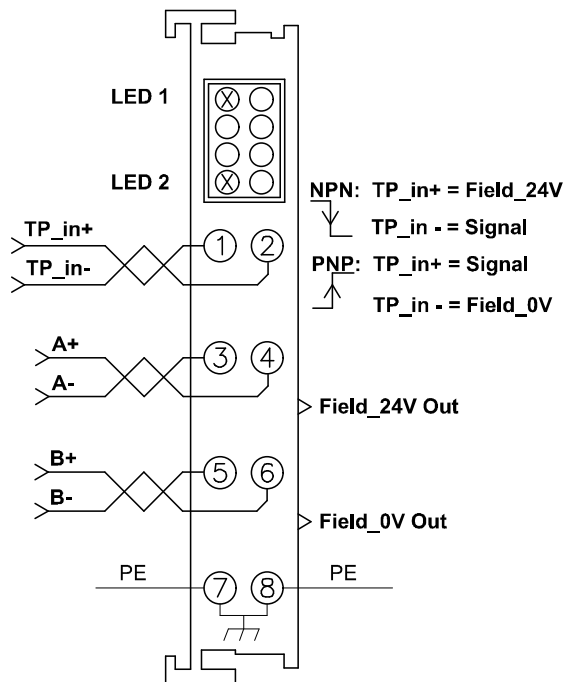 LED 1
LED 2
NPN: TP_in+ = Field_24V
TP_in - = Signal
PNP: TP_in+ = Signal
TP_in - = Field_0V
TP_in+
TP_in-
1 2
A+
A-
3 4
Field_24V Out
B+
B-
5 6
Field_0V Out
PE
7 8
PE